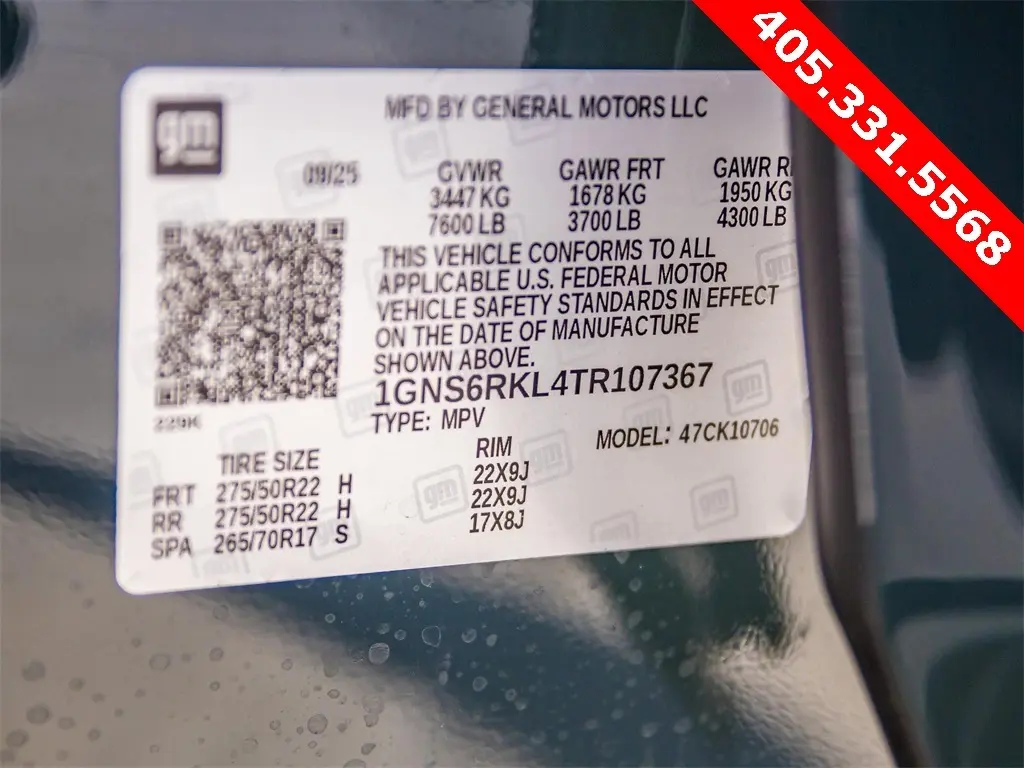 405.331.5568
gm
MFD BY GENERAL MOTORS LLC
09/25 GVWR GAWR FRT GAWR R
3447 KG 1678 KG 1950 KG
7600 LB 3700 LB 4300 LB
THIS VEHICLE CONFORMS TO ALL
APPLICABLE U.S. FEDERAL MOTOR
VEHICLE SAFETY STANDARDS IN EFFECT
ON THE DATE OF MANUFACTURE
SHOWN ABOVE.
1GNS6RKL4TR107367
229K
TYPE: MPV
MODEL: 47CK10706
TIRE SIZE RIM
FRT 275/50R22 H 22X9J
RR 275/50R22 H 22X9J
SPA 265/70R17 S 17X8J